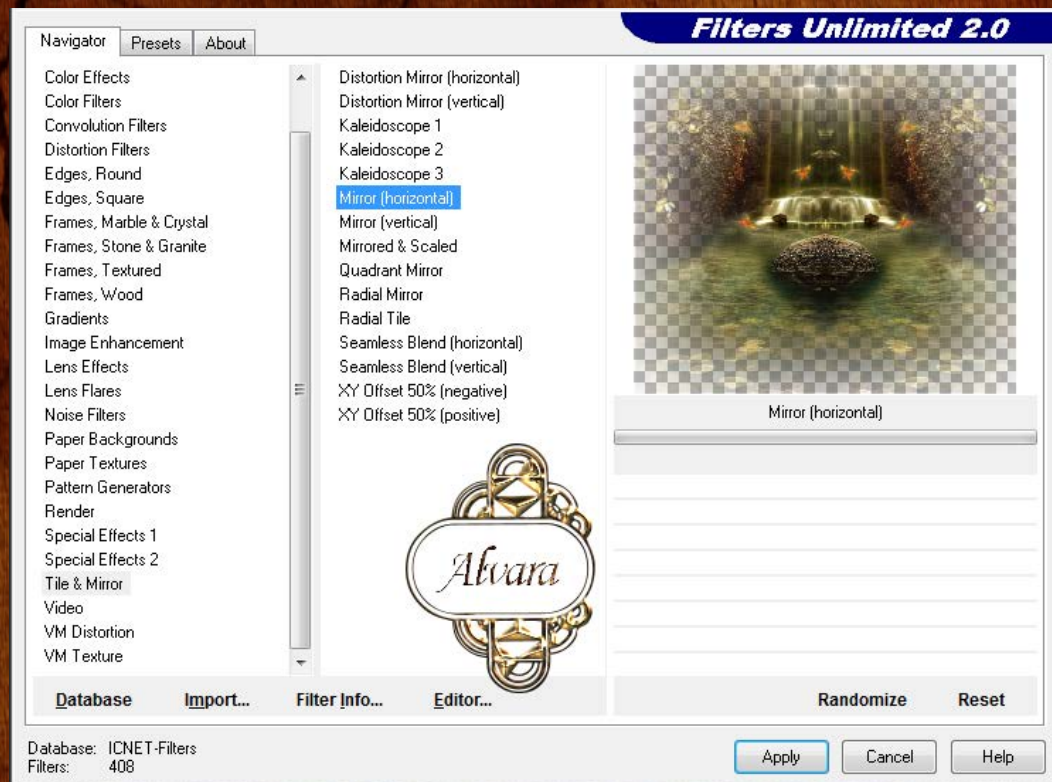 Filters Unlimited 2.0
Navigator
Presets
About
Color Effects
Color Filters
Convolution Filters
Distortion Filters
Edges, Round
Edges, Square
Frames, Marble & Crystal
Frames, Stone & Granite
Frames, Textured
Frames, Wood
Gradients
Image Enhancement
Lens Effects
Lens Flares
Noise Filters
Paper Backgrounds
Paper Textures
Pattern Generators
Render
Special Effects 1
Special Effects 2
Tile & Mirror
Video
VM Distortion
VM Texture
Distortion Mirror (horizontal)
Distortion Mirror (vertical)
Kaleidoscope 1
Kaleidoscope 2
Kaleidoscope 3
Mirror (horizontal)
Mirror (vertical)
Mirrored & Scaled
Quadrant Mirror
Radial Mirror
Radial Tile
Seamless Blend (horizontal)
Seamless Blend (vertical)
XY Offset 50% (negative)
XY Offset 50% (positive)
Alvara
Mirror (horizontal)
Database
Import...
Filter Info...
Editor...
Randomize
Reset
Database: ICNET-Filters
Filters: 408
Apply
Cancel
Help